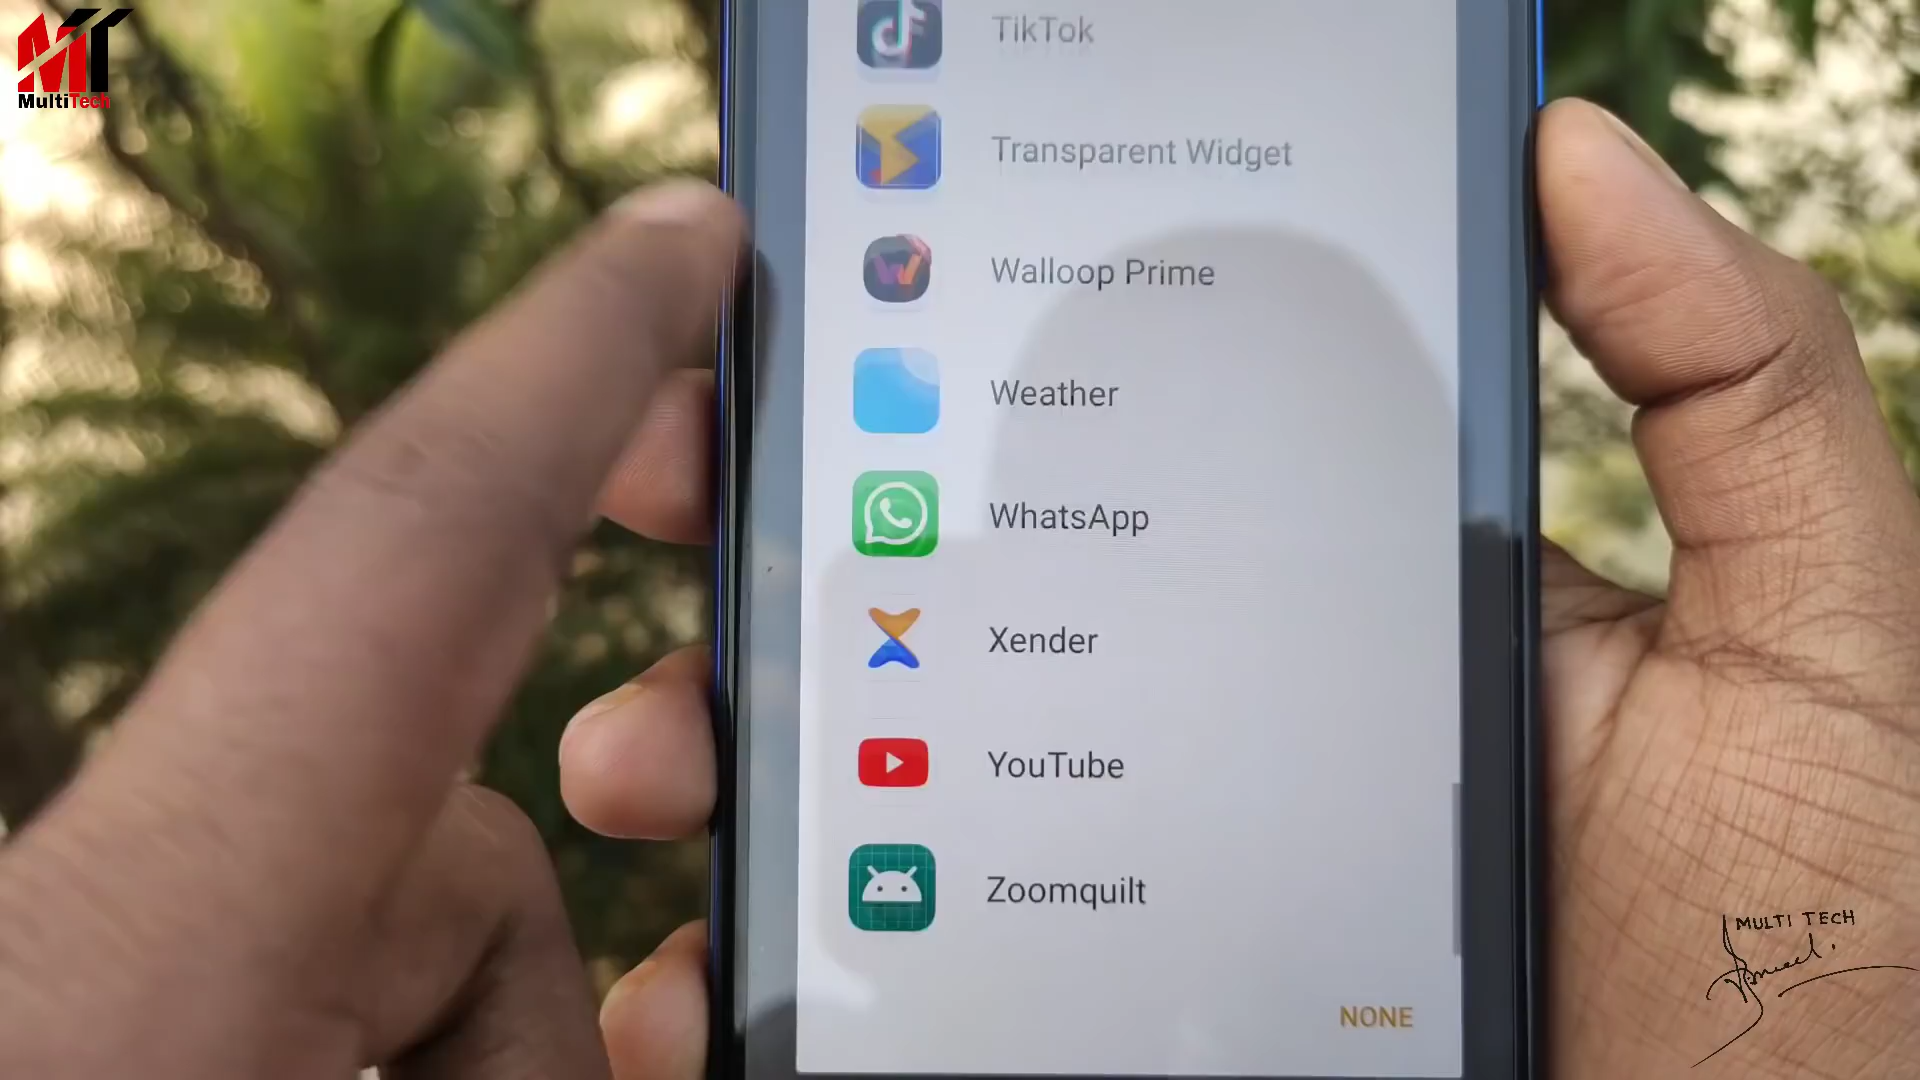 MultiTech
TikTok
Transparent Widget
Walloop Prime
Weather
WhatsApp
Xender
YouTube
Zoomquilt
NONE
MULTI TECH